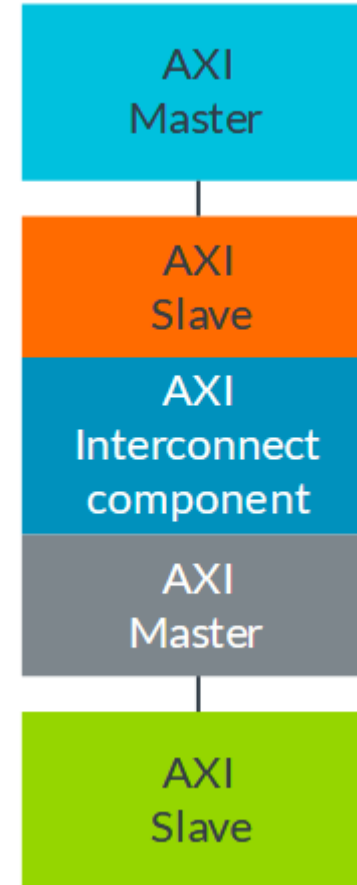 AXI
Master
AXI
Slave
AXI
Interconnect
component
AXI
Master
AXI
Slave